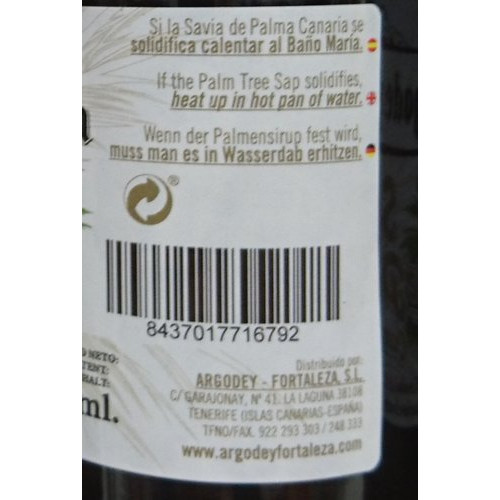 Si la Savia de Palma Canaria se
solidifica calentar al Baño María.
If the Palm Tree Sap solidifies,
heat up in hot pan of water.
Wenn der Palmensirup fest wird,
muss man es in Wasserdab erhitzen.
®
8437017716792
O NETO:
TENT:
HALT:
ml.
Distribuido por:
ARGODEY - FORTALEZA, S.L.
C/ GARAJONAY, Nº 41. LA LAGUNA 38108
TENERIFE (ISLAS CANARIAS-ESPAÑA)
TFNO/FAX. 922 293 303 / 248 333
www.argodeyfortaleza.com